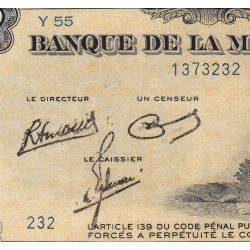 Y 55
BANQUE DE LA M
1373232
LE DIRECTEUR UN CENSEUR
LE CAISSIER
232
L'ARTICLE 139 DU CODE PÉNAL PU
FORCÉS A PERPÉTUITÉ LE CO